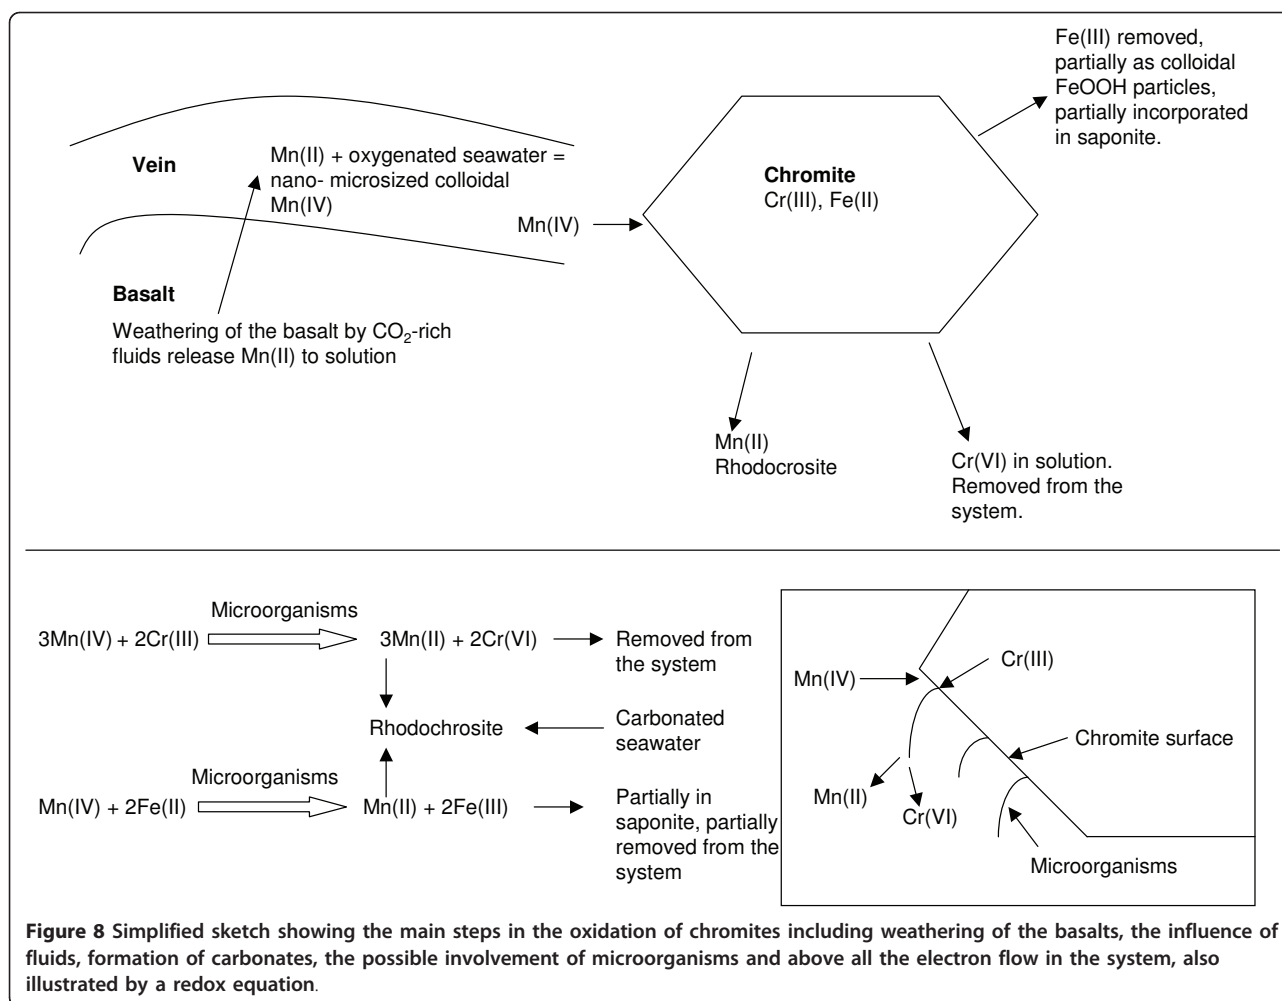 Fe(III) removed,
partially as colloidal
FeOOH particles,
partially incorporated
in saponite.
Vein
Mn(II) + oxygenated seawater =
nano- microsized colloidal
Mn(IV)
Chromite
Cr(III), Fe(II)
Mn(IV)
Basalt
Weathering of the basalt by CO₂-rich
fluids release Mn(II) to solution
Mn(II)
Rhodocrosite
Cr(VI) in solution.
Removed from the
system.
Microorganisms
3Mn(IV) + 2Cr(III)
3Mn(II) + 2Cr(VI)
Removed from
the system
Rhodochrosite
Carbonated
seawater
Microorganisms
Mn(IV) + 2Fe(II)
Mn(II) + 2Fe(III)
Partially in
saponite, partially
removed from the
system
Mn(IV)
Cr(III)
Chromite surface
Mn(II)
Cr(VI)
Microorganisms
Figure 8 Simplified sketch showing the main steps in the oxidation of chromites including weathering of the basalts, the influence of
fluids, formation of carbonates, the possible involvement of microorganisms and above all the electron flow in the system, also
illustrated by a redox equation.